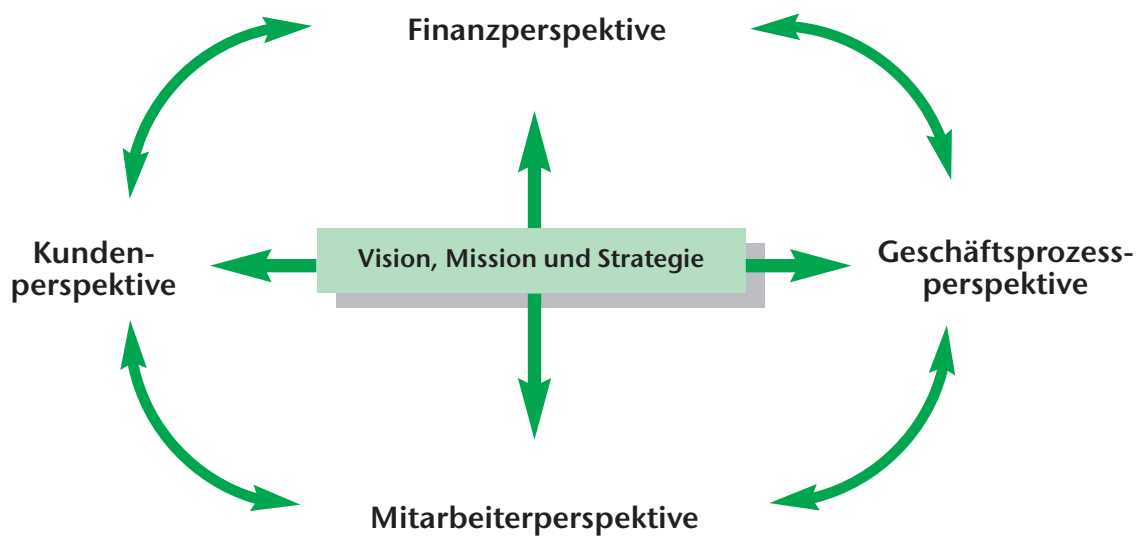 Finanzperspektive
Kunden-
perspektive
Vision, Mission und Strategie
Geschäftsprozess-
perspektive
Mitarbeiterperspektive